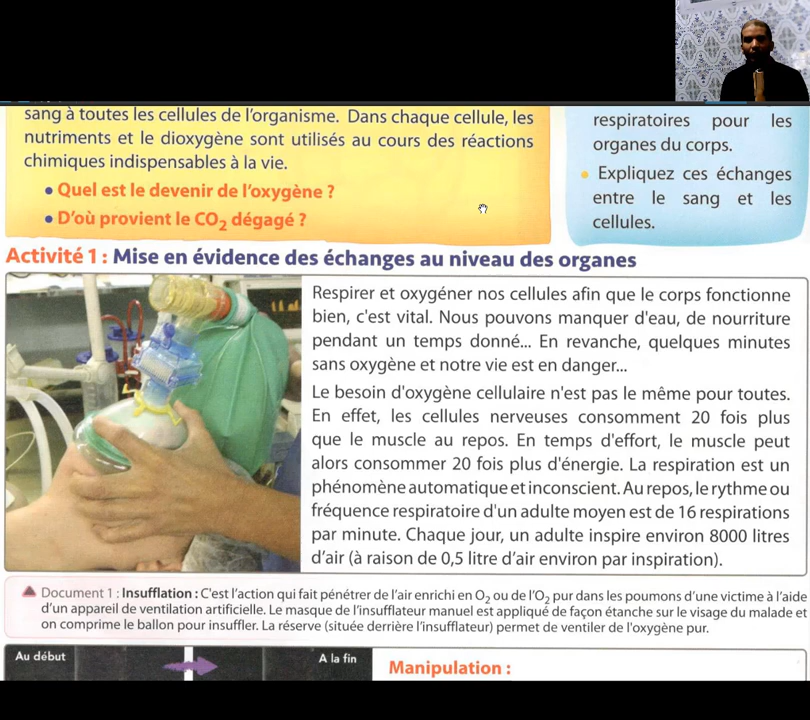 sang à toutes les cellules de l'organisme. Dans chaque cellule, les
nutriments et le dioxygène sont utilisés au cours des réactions
chimiques indispensables à la vie.
• Quel est le devenir de l'oxygène ?
• D'où provient le CO₂ dégagé ?
respiratoires pour les
organes du corps.
• Expliquez ces échanges
entre le sang et les
cellules.
Activité 1 : Mise en évidence des échanges au niveau des organes
Respirer et oxygéner nos cellules afin que le corps fonctionne
bien, c'est vital. Nous pouvons manquer d'eau, de nourriture
pendant un temps donné... En revanche, quelques minutes
sans oxygène et notre vie est en danger...
Le besoin d'oxygène cellulaire n'est pas le même pour toutes.
En effet, les cellules nerveuses consomment 20 fois plus
que le muscle au repos. En temps d'effort, le muscle peut
alors consommer 20 fois plus d'énergie. La respiration est un
phénomène automatique et inconscient. Au repos, le rythme ou
fréquence respiratoire d'un adulte moyen est de 16 respirations
par minute. Chaque jour, un adulte inspire environ 8000 litres
d'air (à raison de 0,5 litre d'air environ par inspiration).
Document 1 : Insufflation : C'est l'action qui fait pénétrer de l'air enrichi en O₂ ou de l'O₂ pur dans les poumons d'une victime à l'aide
d'un appareil de ventilation artificielle. Le masque de l'insufflateur manuel est appliqué de façon étanche sur le visage du malade et
on comprime le ballon pour insuffler. La réserve (située derrière l'insufflateur) permet de ventiler de l'oxygène pur.
Au début
A la fin
Manipulation :